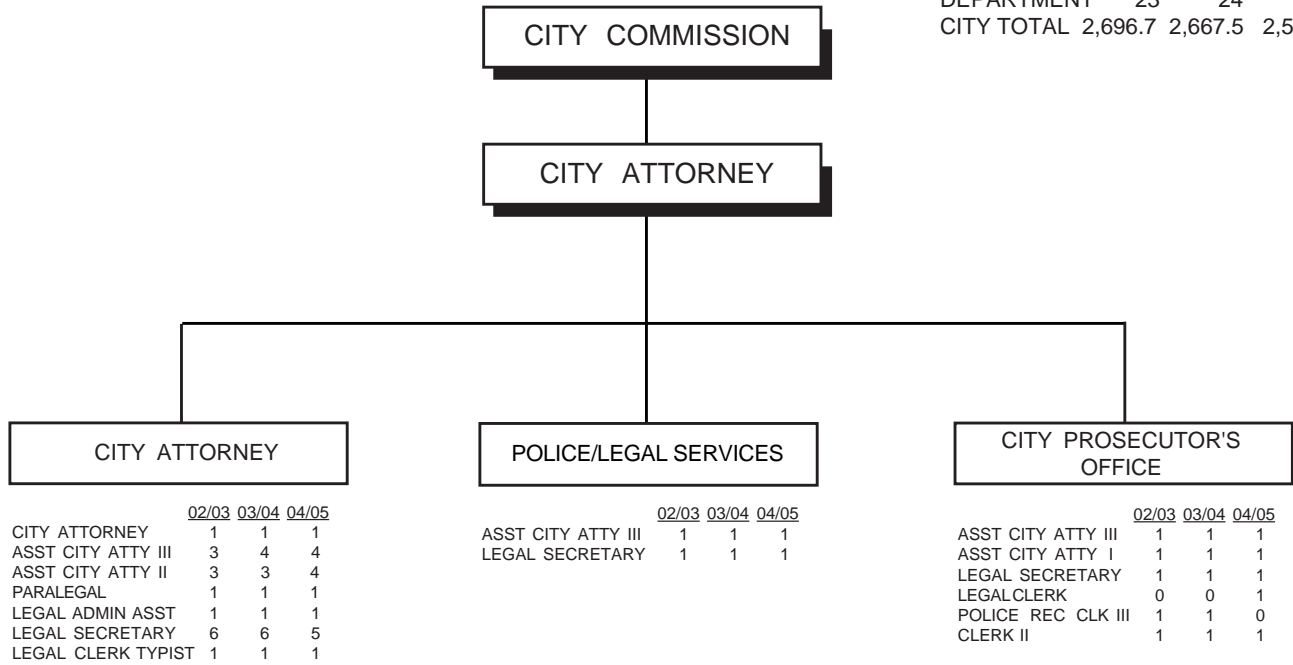 DEPARTMENT 23 24
CITY TOTAL 2,696.7 2,667.5 2,5
CITY COMMISSION
CITY ATTORNEY
CITY ATTORNEY
02/03 03/04 04/05
CITY ATTORNEY 1 1 1
ASST CITY ATTY III 3 4 4
ASST CITY ATTY II 3 3 4
PARALEGAL 1 1 1
LEGAL ADMIN ASST 1 1 1
LEGAL SECRETARY 6 6 5
LEGAL CLERK TYPIST 1 1 1
POLICE/LEGAL SERVICES
02/03 03/04 04/05
ASST CITY ATTY III 1 1 1
LEGAL SECRETARY 1 1 1
CITY PROSECUTOR'S
OFFICE
02/03 03/04 04/05
ASST CITY ATTY III 1 1 1
ASST CITY ATTY I 1 1 1
LEGAL SECRETARY 1 1 1
LEGALCLERK 0 0 1
POLICE REC CLK III 1 1 0
CLERK II 1 1 1